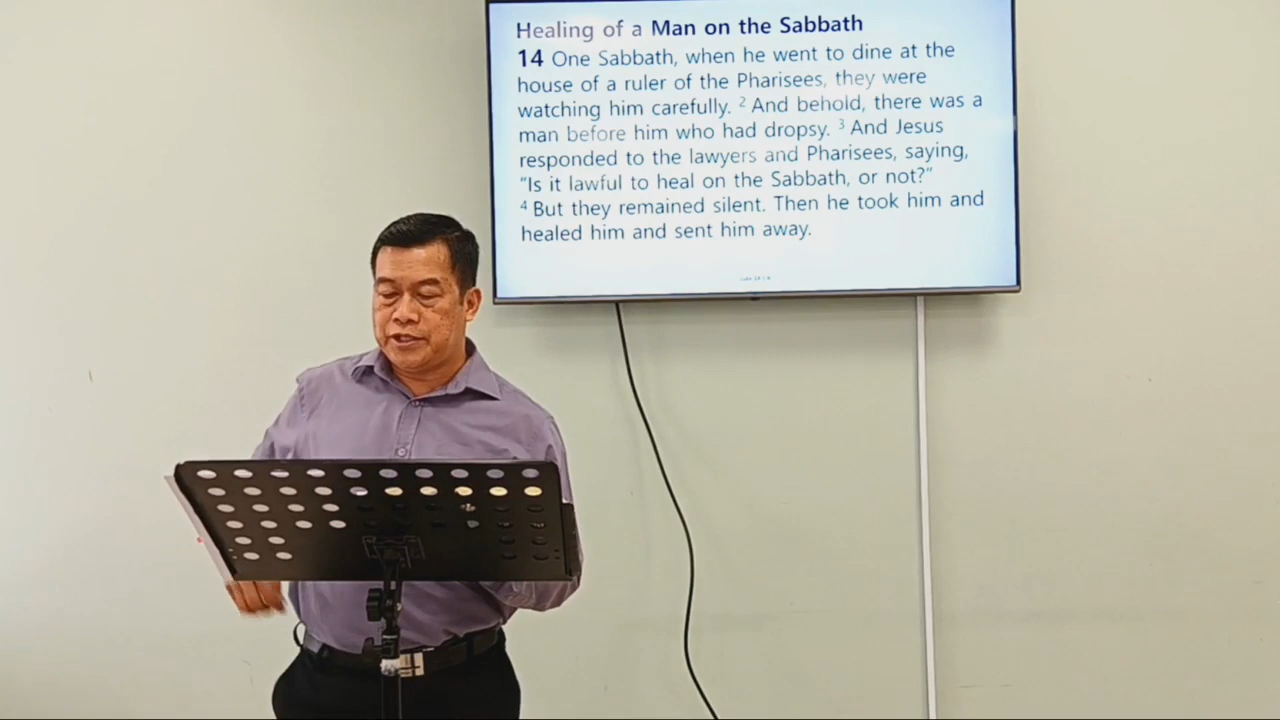 Healing of a Man on the Sabbath
14 One Sabbath, when he went to dine at the
house of a ruler of the Pharisees, they were
watching him carefully. 2 And behold, there was a
man before him who had dropsy. 3 And Jesus
responded to the lawyers and Pharisees, saying,
“Is it lawful to heal on the Sabbath, or not?”
4 But they remained silent. Then he took him and
healed him and sent him away.